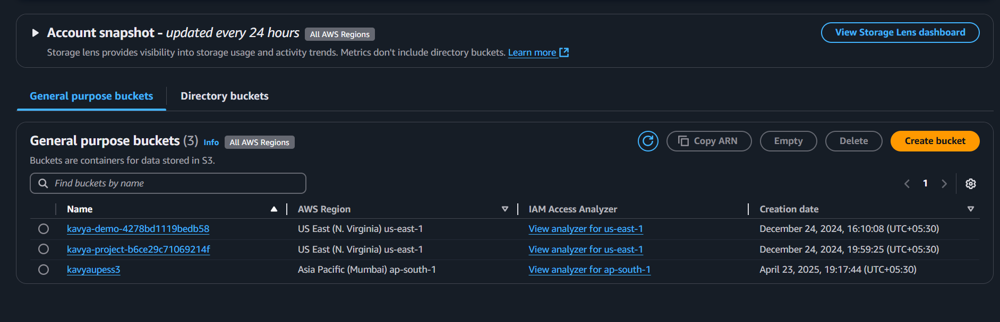 Account snapshot - updated every 24 hours All AWS Regions View Storage Lens dashboard
Storage lens provides visibility into storage usage and activity trends. Metrics don't include directory buckets. Learn more
General purpose buckets Directory buckets
General purpose buckets (3) Info All AWS Regions Copy ARN Empty Delete Create bucket
Buckets are containers for data stored in S3.
Find buckets by name 1
Name AWS Region IAM Access Analyzer Creation date
kavya-demo-4278bd1119bedb58 US East (N. Virginia) us-east-1 View analyzer for us-east-1 December 24, 2024, 16:10:08 (UTC+05:30)
kavya-project-b6ce29c71069214f US East (N. Virginia) us-east-1 View analyzer for us-east-1 December 24, 2024, 19:59:25 (UTC+05:30)
kavyaupess3 Asia Pacific (Mumbai) ap-south-1 View analyzer for ap-south-1 April 23, 2025, 19:17:44 (UTC+05:30)